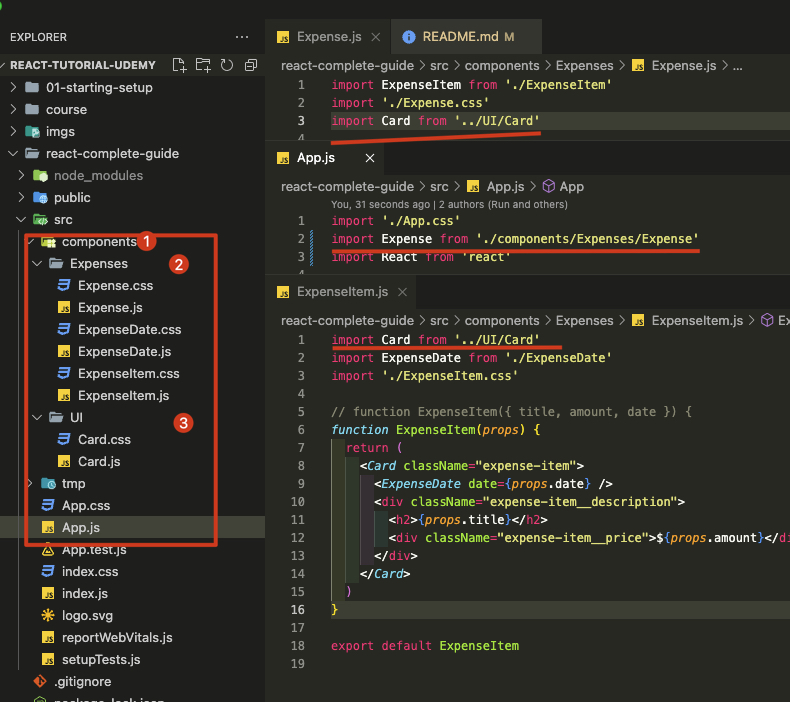 EXPLORER
REACT-TUTORIAL-UDEMY
01-starting-setup
course
imgs
react-complete-guide
node_modules
public
src
components 1
Expenses 2
Expense.css
Expense.js
ExpenseDate.css
ExpenseDate.js
ExpenseItem.css
ExpenseItem.js
UI 3
Card.css
Card.js
tmp
App.css
App.js
App.test.js
index.css
index.js
logo.svg
reportWebVitals.js
setupTests.js
.gitignore
package-lock.json
Expense.js
README.md M
react-complete-guide > src > components > Expenses > Expense.js > ...
1 import ExpenseItem from './ExpenseItem'
2 import './Expense.css'
3 import Card from '../UI/Card'
4
App.js
react-complete-guide > src > App.js > App
You, 31 seconds ago | 2 authors (Run and others)
1 import './App.css'
2 import Expense from './components/Expenses/Expense'
3 import React from 'react'
4
ExpenseItem.js
react-complete-guide > src > components > Expenses > ExpenseItem.js > Ex
1 import Card from '../UI/Card'
2 import ExpenseDate from './ExpenseDate'
3 import './ExpenseItem.css'
4
5 // function ExpenseItem({ title, amount, date }) {
6 function ExpenseItem(props) {
7 return (
8 <Card className="expense-item">
9 <ExpenseDate date={props.date} />
10 <div className="expense-item__description">
11 <h2>{props.title}</h2>
12 <div className="expense-item__price">${props.amount}</di
13 </div>
14 </Card>
15 )
16 }
17
18 export default ExpenseItem
19